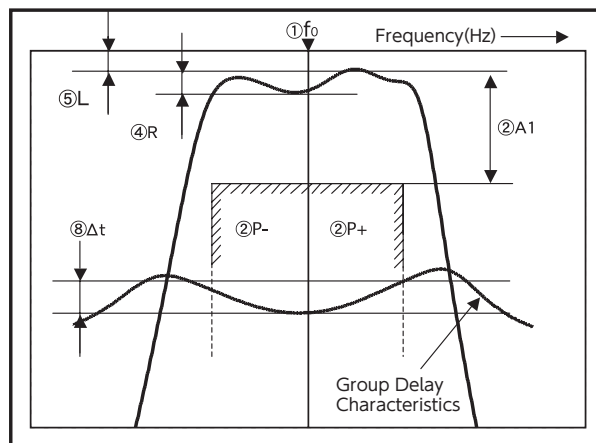 ①f₀
Frequency(Hz)
⑤L
④R
②A1
②P-
②P+
⑧Δt
Group Delay
Characteristics